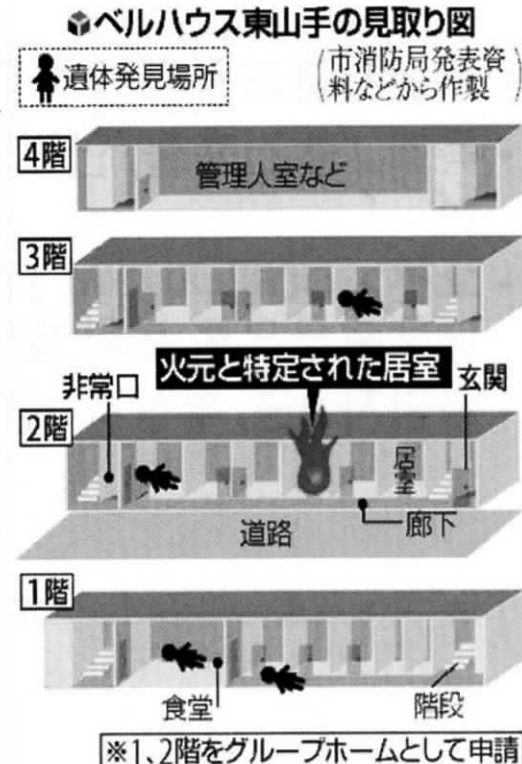 ベルハウス東山手の見取り図
遺体発見場所
(市消防局発表資
料などから作製)
4階
管理人室など
3階
火元と特定された居室
非常口
玄関
2階
居室
廊下
道路
1階
食堂
階段
※1、2階をグループホームとして申請